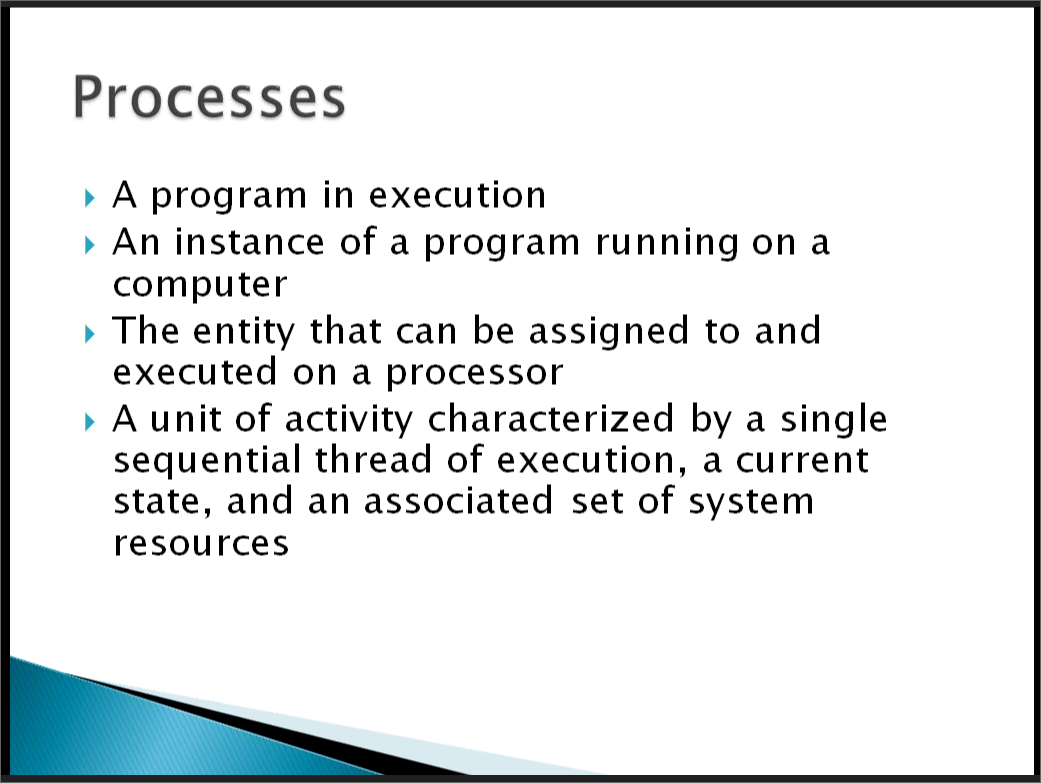 Processes
A program in execution
An instance of a program running on a
computer
The entity that can be assigned to and
executed on a processor
A unit of activity characterized by a single
sequential thread of execution, a current
state, and an associated set of system
resources